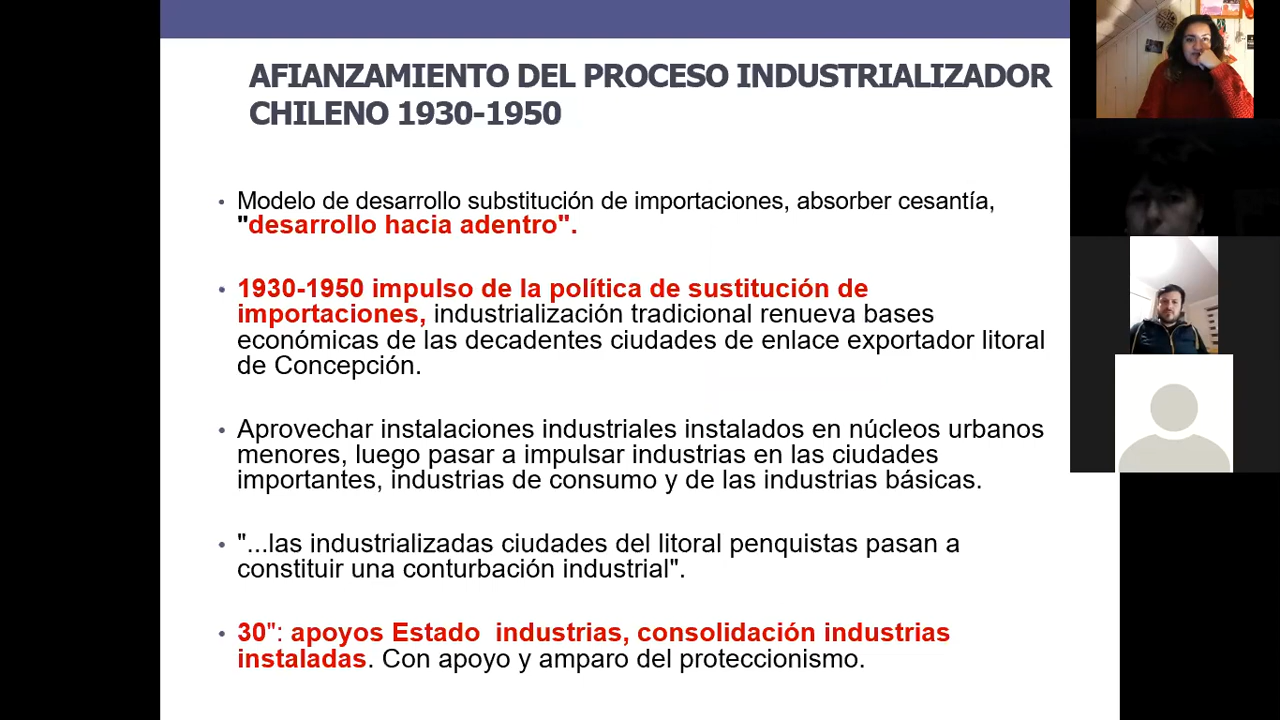 AFIANZAMIENTO DEL PROCESO INDUSTRIALIZADOR
CHILENO 1930-1950
• Modelo de desarrollo substitución de importaciones, absorber cesantía,
"desarrollo hacia adentro".
• 1930-1950 impulso de la política de sustitución de
importaciones, industrialización tradicional renueva bases
económicas de las decadentes ciudades de enlace exportador litoral
de Concepción.
• Aprovechar instalaciones industriales instalados en núcleos urbanos
menores, luego pasar a impulsar industrias en las ciudades
importantes, industrias de consumo y de las industrias básicas.
• "...las industrializadas ciudades del litoral penquistas pasan a
constituir una conturbación industrial".
• 30": apoyos Estado  industrias, consolidación industrias
instaladas. Con apoyo y amparo del proteccionismo.